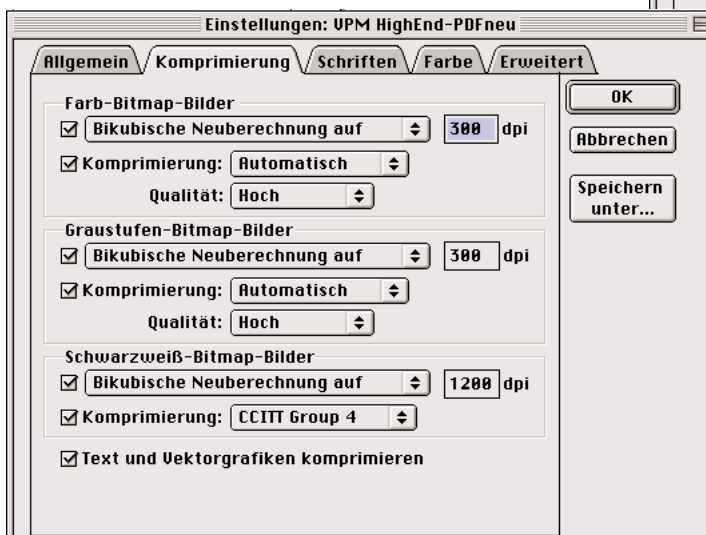 Einstellungen: VPM HighEnd-PDFneu
Allgemein Komprimierung Schriften Farbe Erweitert
Farb-Bitmap-Bilder
Bikubische Neuberechnung auf 300 dpi
Komprimierung: Automatisch
Qualität: Hoch
Graustufen-Bitmap-Bilder
Bikubische Neuberechnung auf 300 dpi
Komprimierung: Automatisch
Qualität: Hoch
Schwarzweiß-Bitmap-Bilder
Bikubische Neuberechnung auf 1200 dpi
Komprimierung: CCITT Group 4
Text und Vektorgrafiken komprimieren
OK
Abbrechen
Speichern
unter...